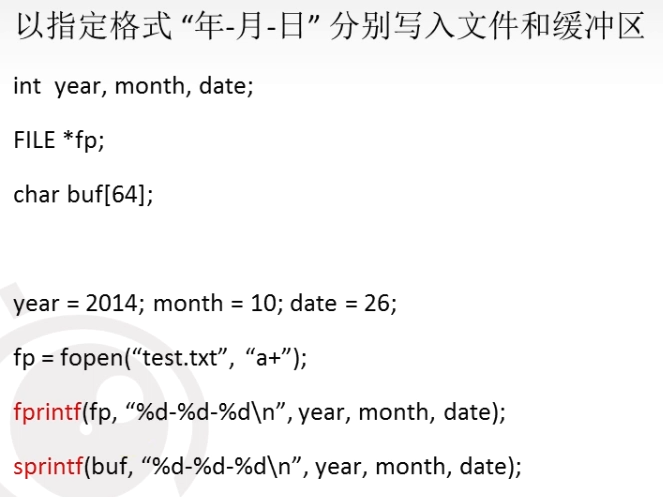 以指定格式 “年-月-日” 分别写入文件和缓冲区
int  year, month, date;
FILE *fp;
char buf[64];
year = 2014; month = 10; date = 26;
fp = fopen(“test.txt”, “a+”);
fprintf(fp, “%d-%d-%d\n”, year, month, date);
sprintf(buf, “%d-%d-%d\n”, year, month, date);